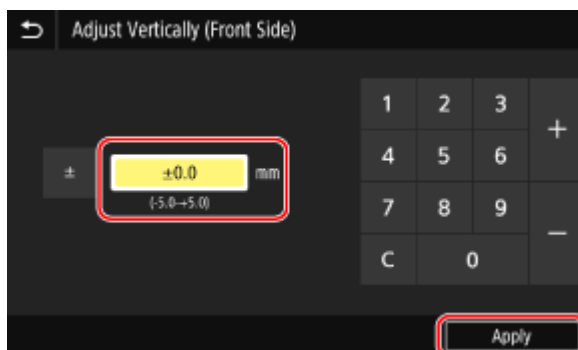 Adjust Vertically (Front Side)
1 2 3 +
4 5 6
± ±0.0 mm
(-5.0→5.0)
7 8 9 −
C 0
Apply